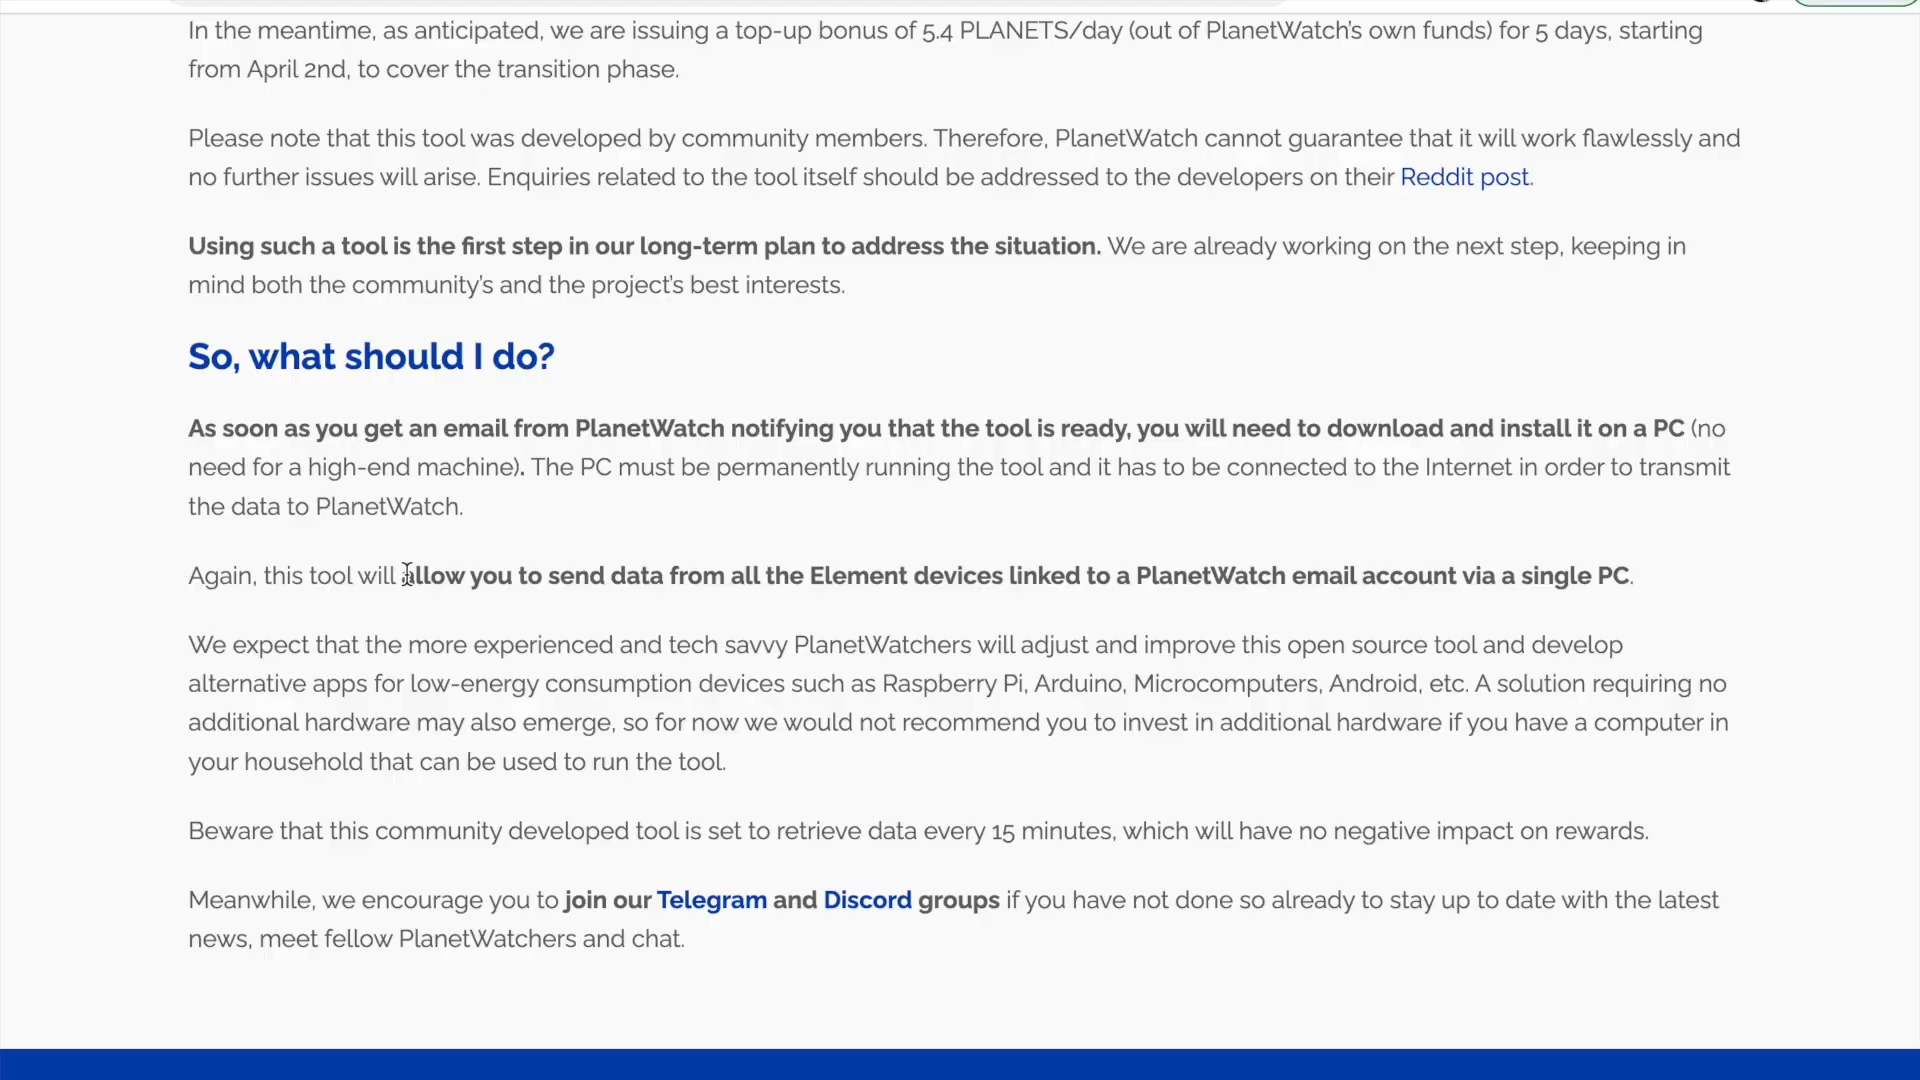 In the meantime, as anticipated, we are issuing a top-up bonus of 5.4 PLANETS/day (out of PlanetWatch's own funds) for 5 days, starting
from April 2nd, to cover the transition phase.
Please note that this tool was developed by community members. Therefore, PlanetWatch cannot guarantee that it will work flawlessly and
no further issues will arise. Enquiries related to the tool itself should be addressed to the developers on their Reddit post.
Using such a tool is the first step in our long-term plan to address the situation. We are already working on the next step, keeping in
mind both the community's and the project's best interests.
So, what should I do?
As soon as you get an email from PlanetWatch notifying you that the tool is ready, you will need to download and install it on a PC (no
need for a high-end machine). The PC must be permanently running the tool and it has to be connected to the Internet in order to transmit
the data to PlanetWatch.
Again, this tool will allow you to send data from all the Element devices linked to a PlanetWatch email account via a single PC.
We expect that the more experienced and tech savvy PlanetWatchers will adjust and improve this open source tool and develop
alternative apps for low-energy consumption devices such as Raspberry Pi, Arduino, Microcomputers, Android, etc. A solution requiring no
additional hardware may also emerge, so for now we would not recommend you to invest in additional hardware if you have a computer in
your household that can be used to run the tool.
Beware that this community developed tool is set to retrieve data every 15 minutes, which will have no negative impact on rewards.
Meanwhile, we encourage you to join our Telegram and Discord groups if you have not done so already to stay up to date with the latest
news, meet fellow PlanetWatchers and chat.